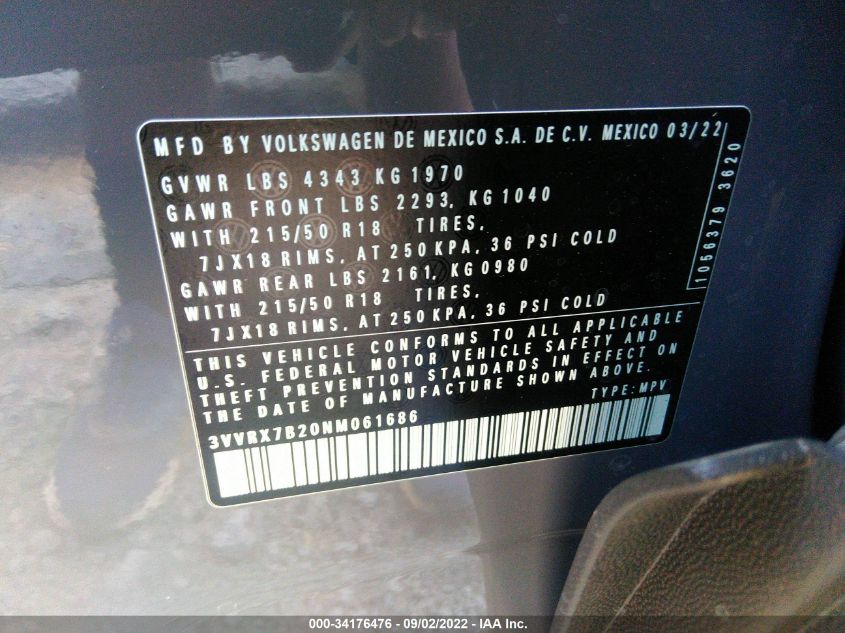 MFD BY VOLKSWAGEN DE MEXICO S.A. DE C.V. MEXICO 03/22
GVWR LBS 4343 KG 1970
GAWR FRONT LBS 2293, KG 1040
WITH 215/50 R18 TIRES,
7JX18 RIMS, AT 250 KPA, 36 PSI COLD
GAWR REAR LBS 2161, KG 0980
WITH 215/50 R18 TIRES,
7JX18 RIMS, AT 250 KPA, 36 PSI COLD
1056379 3620
THIS VEHICLE CONFORMS TO ALL APPLICABLE
U.S. FEDERAL MOTOR VEHICLE SAFETY AND
THEFT PREVENTION STANDARDS IN EFFECT ON
THE DATE OF MANUFACTURE SHOWN ABOVE.
TYPE: MPV
3VVRX7B20NM061686
000-34176476 - 09/02/2022 - IAA Inc.